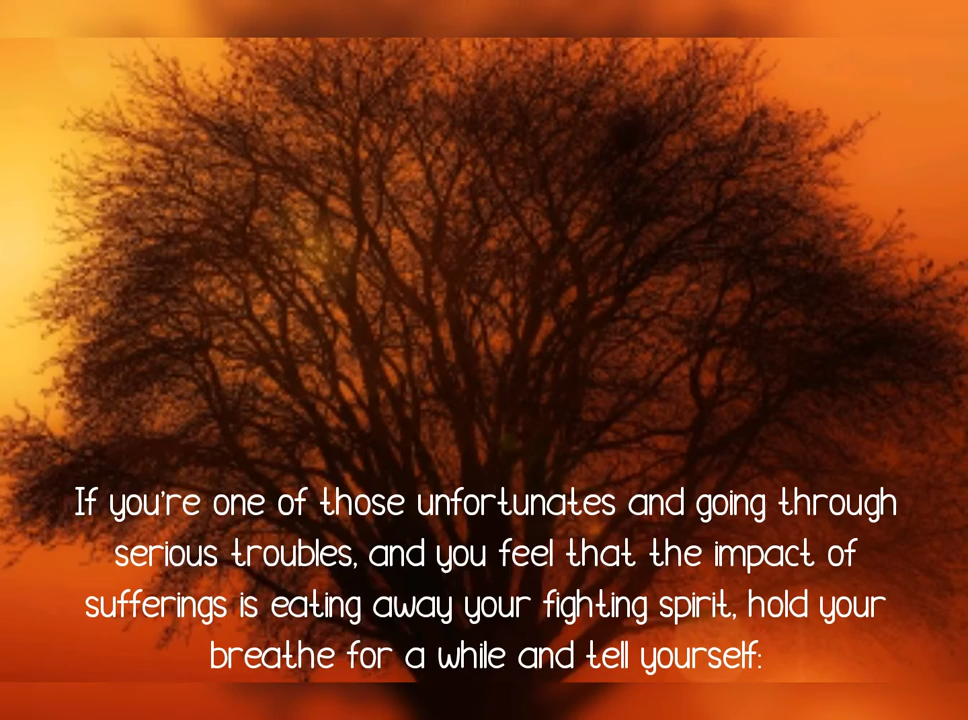 If you're one of those unfortunates and going through
serious troubles, and you feel that the impact of
sufferings is eating away your fighting spirit, hold your
breathe for a while and tell yourself: